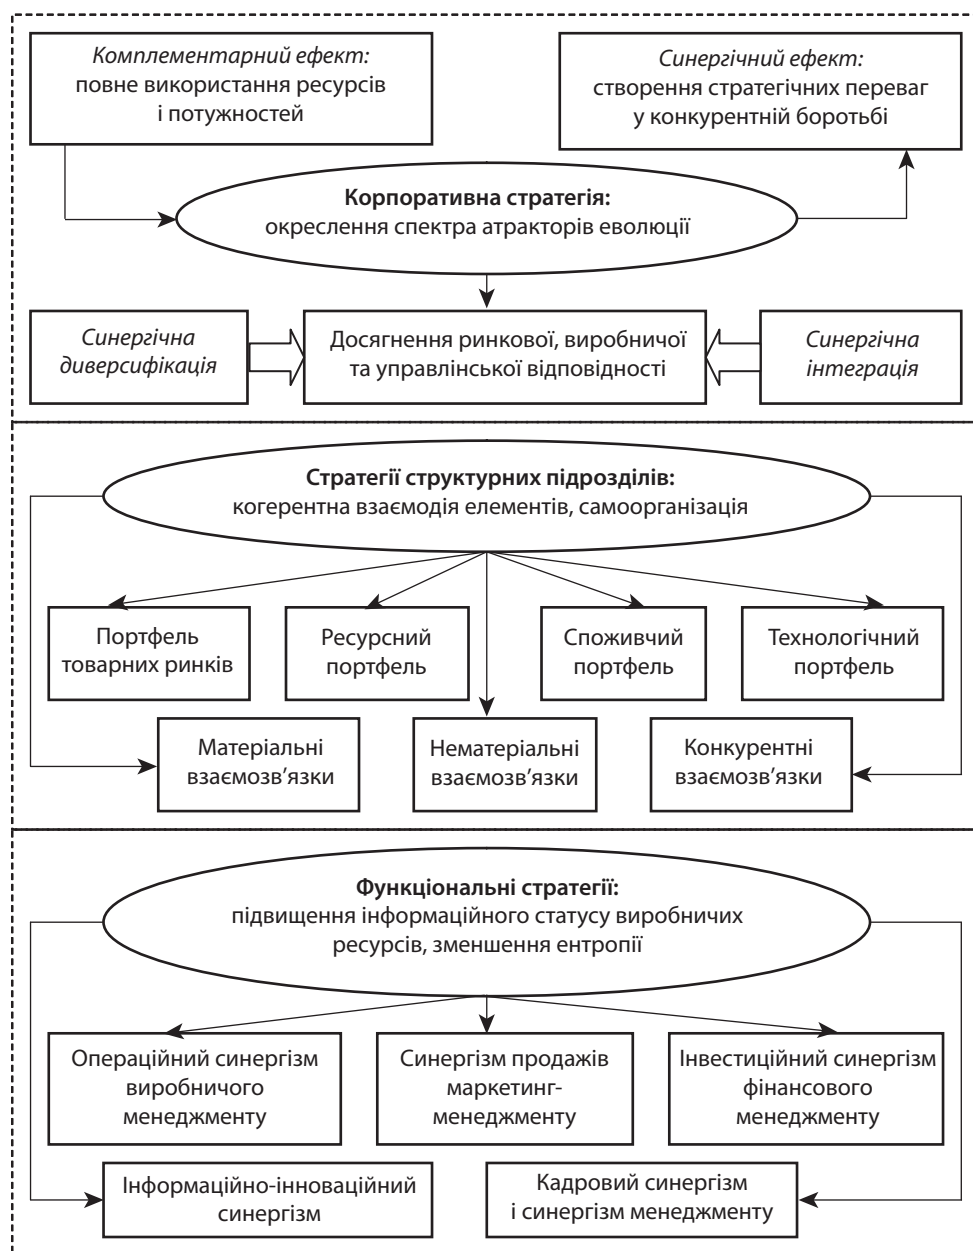 Комплементарний ефект:
повне використання ресурсів
і потужностей
Синергічний ефект:
створення стратегічних переваг
у конкурентній боротьбі
Корпоративна стратегія:
окреслення спектра атракторів еволюції
Синергічна
диверсифікація
Досягнення ринкової, виробничої
та управлінської відповідності
Синергічна
інтеграція
Стратегії структурних підрозділів:
когерентна взаємодія елементів, самоорганізація
Портфель
товарних ринків
Ресурсний
портфель
Споживчий
портфель
Технологічний
портфель
Матеріальні
взаємозв'язки
Нематеріальні
взаємозв'язки
Конкурентні
взаємозв'язки
Функціональні стратегії:
підвищення інформаційного статусу виробничих
ресурсів, зменшення ентропії
Операційний синергізм
виробничого
менеджменту
Синергізм продажів
маркетинг-
менеджменту
Інвестиційний синергізм
фінансового
менеджменту
Інформаційно-інноваційний
синергізм
Кадровий синергізм
і синергізм менеджменту